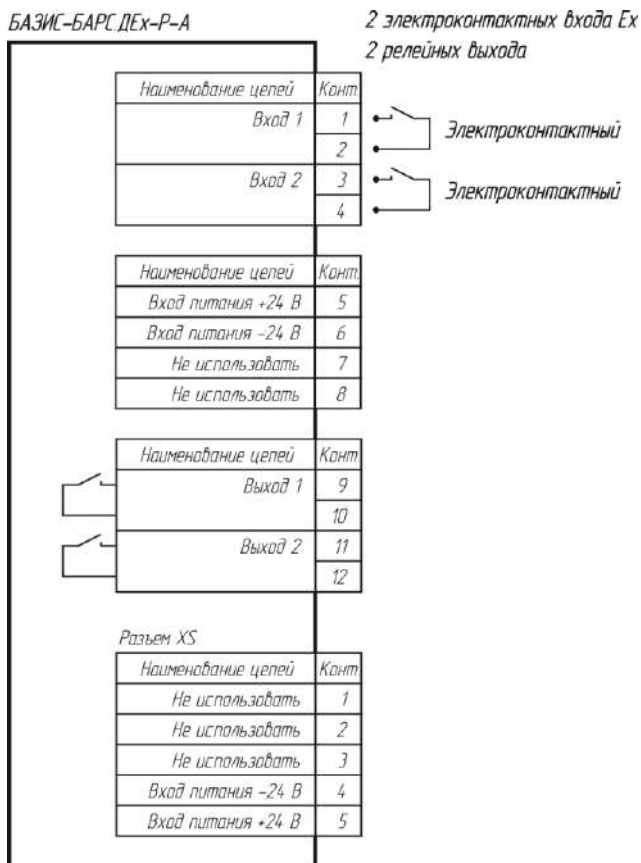 БАЗИС-БАРС.ДЕх-Р-А
2 электроконтактных входа Ех
2 релейных выхода
Наименование цепей Конт.
Вход 1 1
2
Вход 2 3
4
Электроконтактный
Электроконтактный
Наименование цепей Конт.
Вход питания +24 В 5
Вход питания -24 В 6
Не использовать 7
Не использовать 8
Наименование цепей Конт.
Выход 1 9
10
Выход 2 11
12
Разъем XS
Наименование цепей Конт.
Не использовать 1
Не использовать 2
Не использовать 3
Вход питания -24 В 4
Вход питания +24 В 5